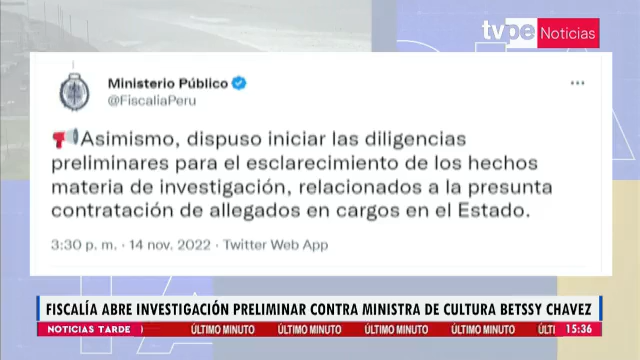 tvpe Noticias
Ministerio Público
@FiscaliaPeru
Asimismo, dispuso iniciar las diligencias
preliminares para el esclarecimiento de los hechos
materia de investigación, relacionados a la presunta
contratación de allegados en cargos en el Estado.
3:30 p. m. · 14 nov. 2022 · Twitter Web App
FISCALÍA ABRE INVESTIGACIÓN PRELIMINAR CONTRA MINISTRA DE CULTURA BETSSY CHAVEZ
NOTICIAS TARDE ÚLTIMO MINUTO ÚLTIMO MINUTO ÚLTIMO MINUTO ÚLTIMO MINUTO ÚLTI 15:36